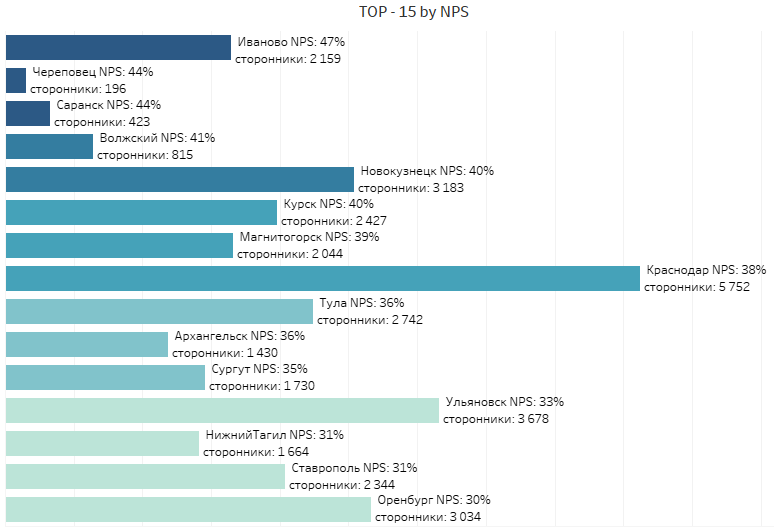 TOP - 15 by NPS
Иваново NPS: 47%
сторонники: 2 159
Череповец NPS: 44%
сторонники: 196
Саранск NPS: 44%
сторонники: 423
Волжский NPS: 41%
сторонники: 815
Новокузнецк NPS: 40%
сторонники: 3 183
Курск NPS: 40%
сторонники: 2 427
Магнитогорск NPS: 39%
сторонники: 2 044
Краснодар NPS: 38%
сторонники: 5 752
Тула NPS: 36%
сторонники: 2 742
Архангельск NPS: 36%
сторонники: 1 430
Сургут NPS: 35%
сторонники: 1 730
Ульяновск NPS: 33%
сторонники: 3 678
НижнийТагил NPS: 31%
сторонники: 1 664
Ставрополь NPS: 31%
сторонники: 2 344
Оренбург NPS: 30%
сторонники: 3 034